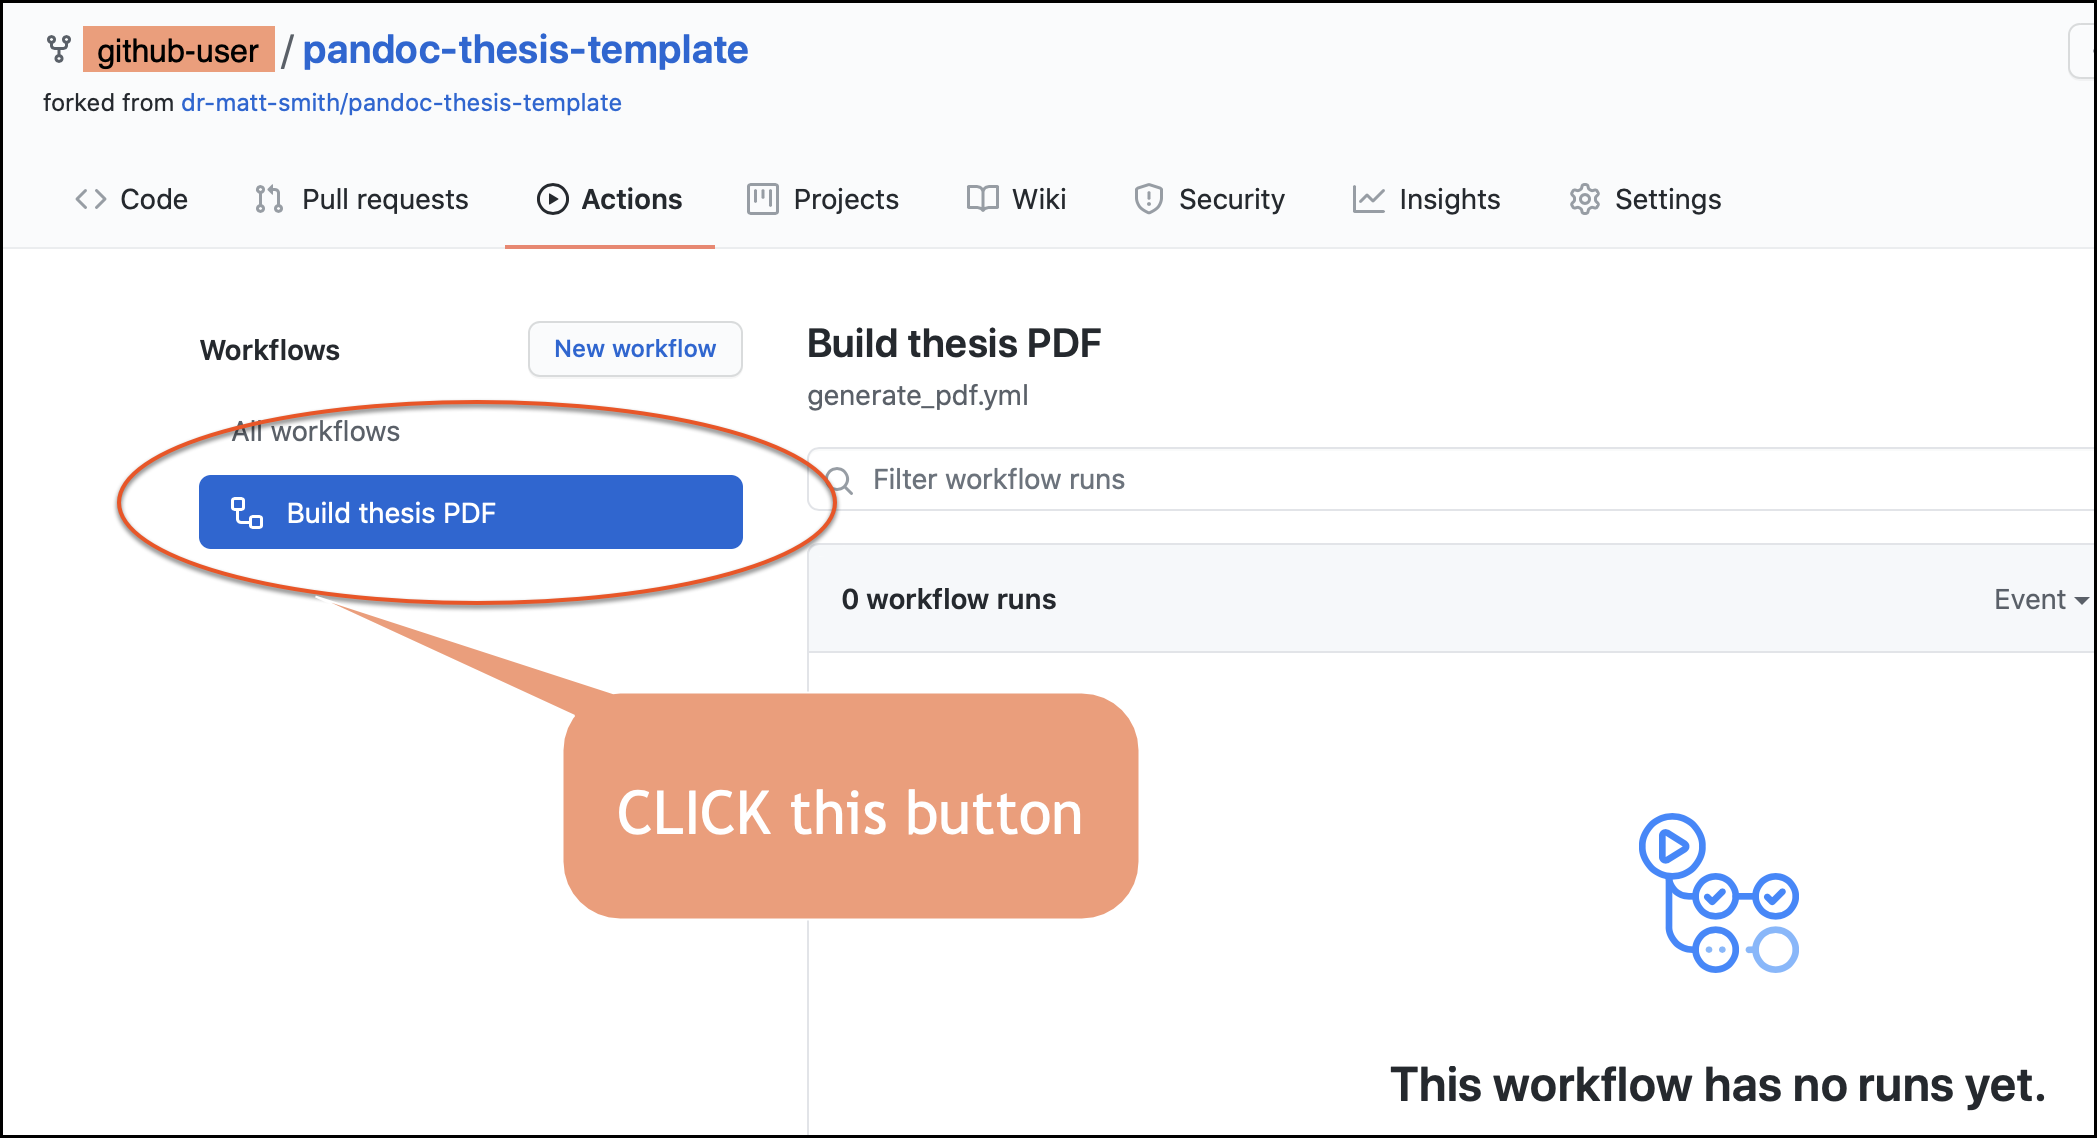 github-user / pandoc-thesis-template
forked from dr-matt-smith/pandoc-thesis-template
Code Pull requests Actions Projects Wiki Security Insights Settings
Workflows
New workflow
All workflows
Build thesis PDF
Build thesis PDF
generate_pdf.yml
Filter workflow runs
0 workflow runs
Event
CLICK this button
This workflow has no runs yet.